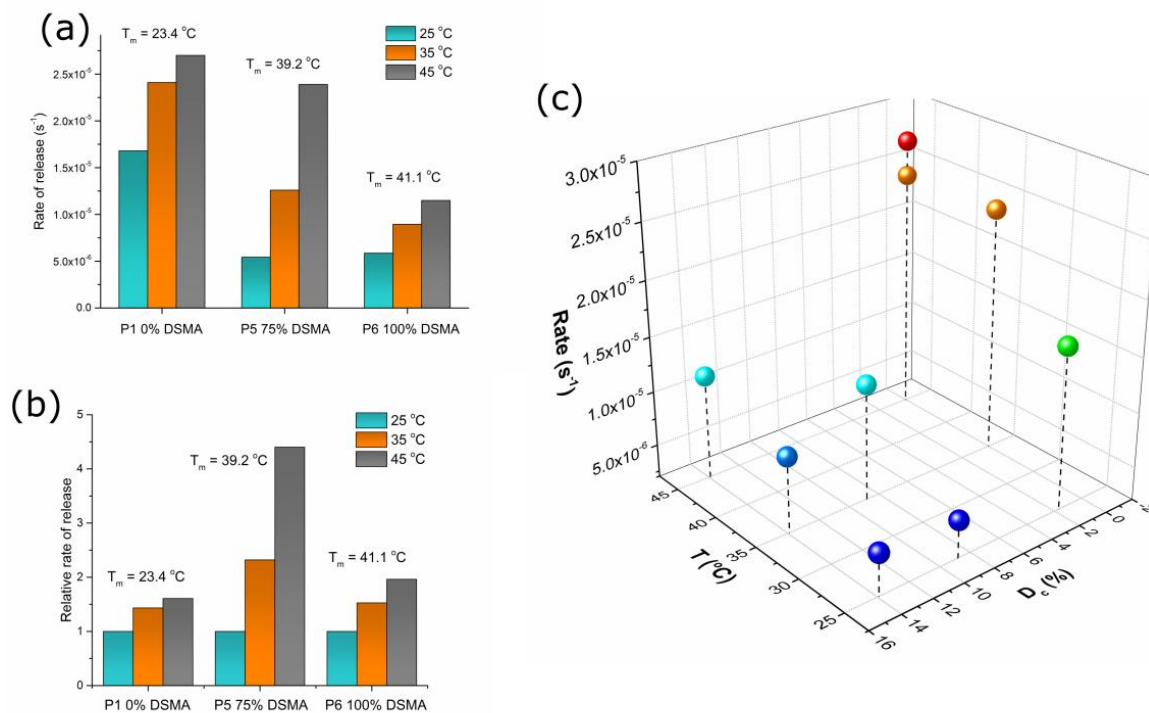 (a)
T_m = 23.4 °C
T_m = 39.2 °C
T_m = 41.1 °C
25 °C
35 °C
45 °C
Rate of release (s⁻¹)
2.5x10⁻⁵
2.0x10⁻⁵
1.5x10⁻⁵
1.0x10⁻⁵
5.0x10⁻⁶
0.0
P1 0% DSMA P5 75% DSMA P6 100% DSMA
(b)
T_m = 23.4 °C
T_m = 39.2 °C
T_m = 41.1 °C
25 °C
35 °C
45 °C
Relative rate of release
5
4
3
2
1
0
P1 0% DSMA P5 75% DSMA P6 100% DSMA
(c)
Rate (s⁻¹)
3.0x10⁻⁵
2.5x10⁻⁵
2.0x10⁻⁵
1.5x10⁻⁵
1.0x10⁻⁵
5.0x10⁻⁶
T (°C)
45
40
35
30
25
D_c (%)
16
14
12
10
8
6
4
2
0
-2